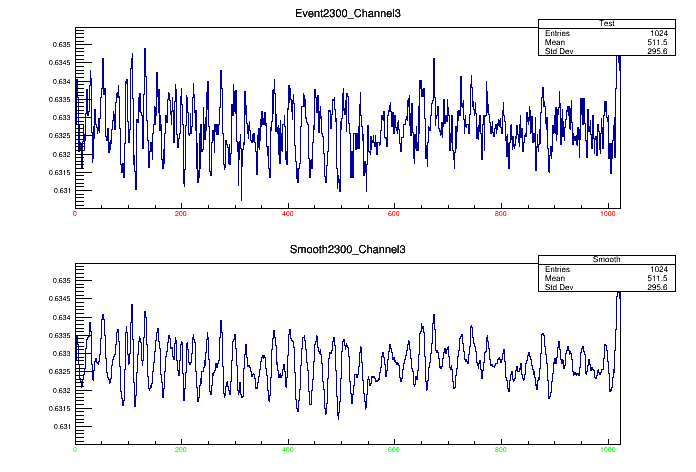 Event2300_Channel3
Test
Entries 1024
Mean 511.5
Std Dev 295.6
0.635
0.6345
0.634
0.6335
0.633
0.6325
0.632
0.6315
0.631
0 200 400 600 800 1000
Smooth2300_Channel3
Smooth
Entries 1024
Mean 511.5
Std Dev 295.6
0.635
0.6345
0.634
0.6335
0.633
0.6325
0.632
0.6315
0.631
0 200 400 600 800 1000